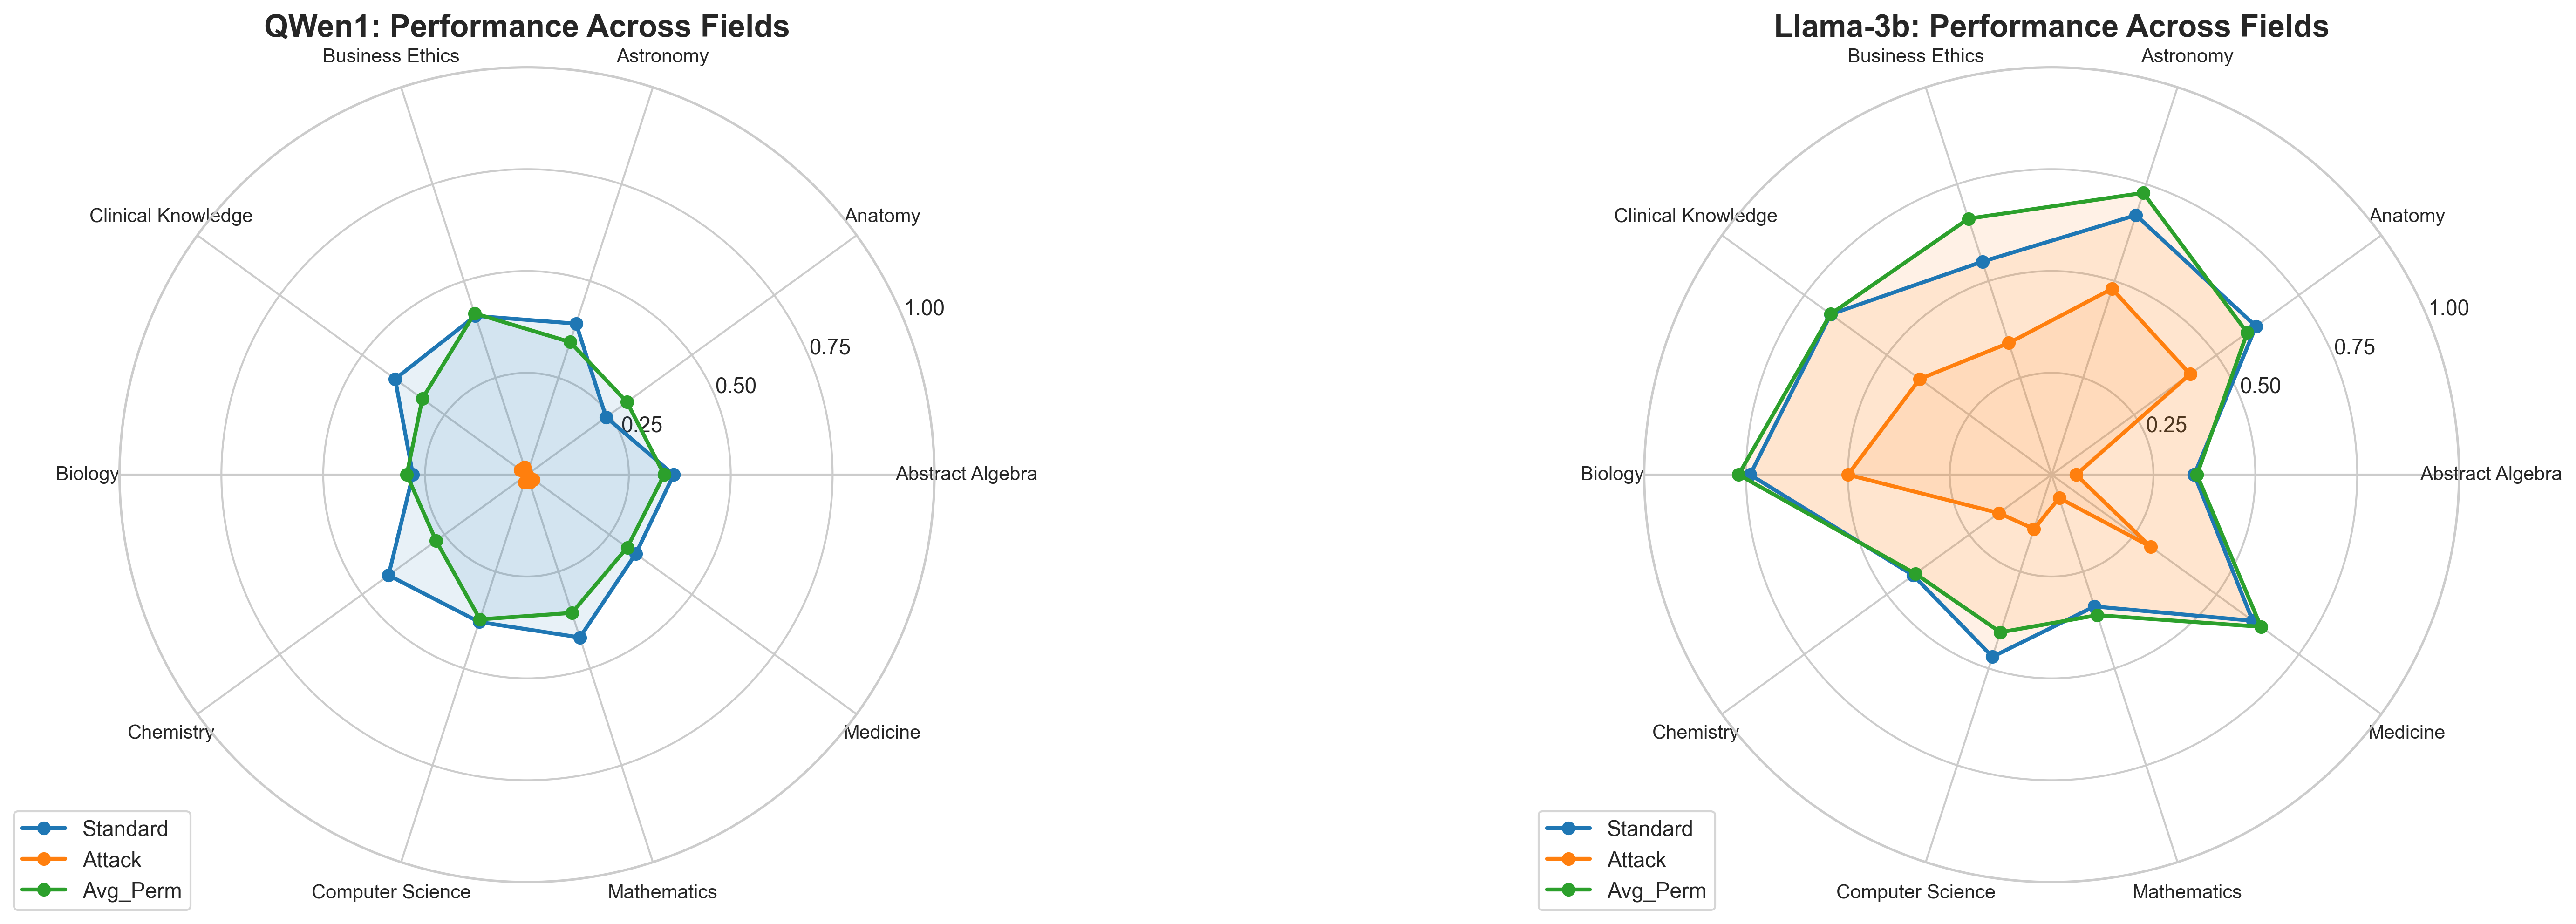 QWen1: Performance Across Fields
Business Ethics
Astronomy
Clinical Knowledge
Anatomy
1.00
0.75
0.50
0.25
Biology
Abstract Algebra
Chemistry
Medicine
Computer Science
Mathematics
Standard
Attack
Avg_Perm
Llama-3b: Performance Across Fields
Business Ethics
Astronomy
Clinical Knowledge
Anatomy
1.00
0.75
0.50
0.25
Biology
Abstract Algebra
Chemistry
Medicine
Computer Science
Mathematics
Standard
Attack
Avg_Perm